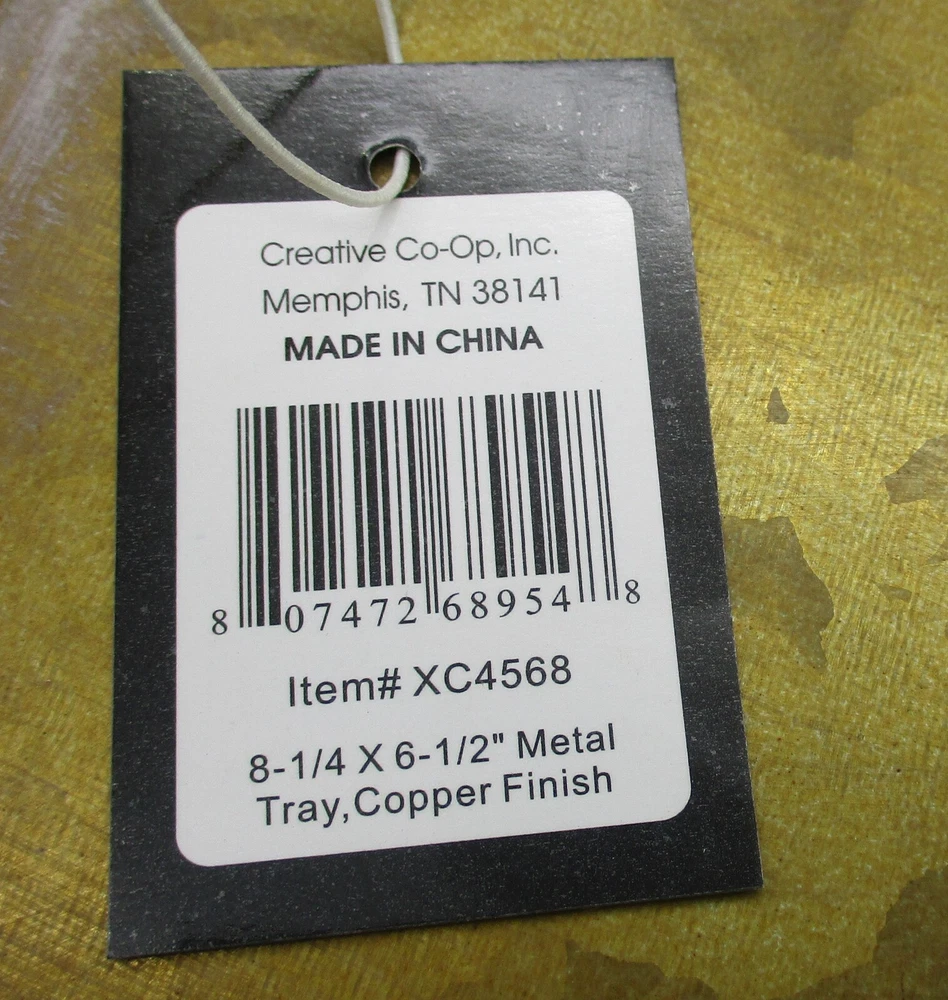 Creative Co-Op, Inc.
Memphis, TN 38141
MADE IN CHINA
8 07472 68954 8
Item# XC4568
8-1/4 X 6-1/2" Metal
Tray,Copper Finish